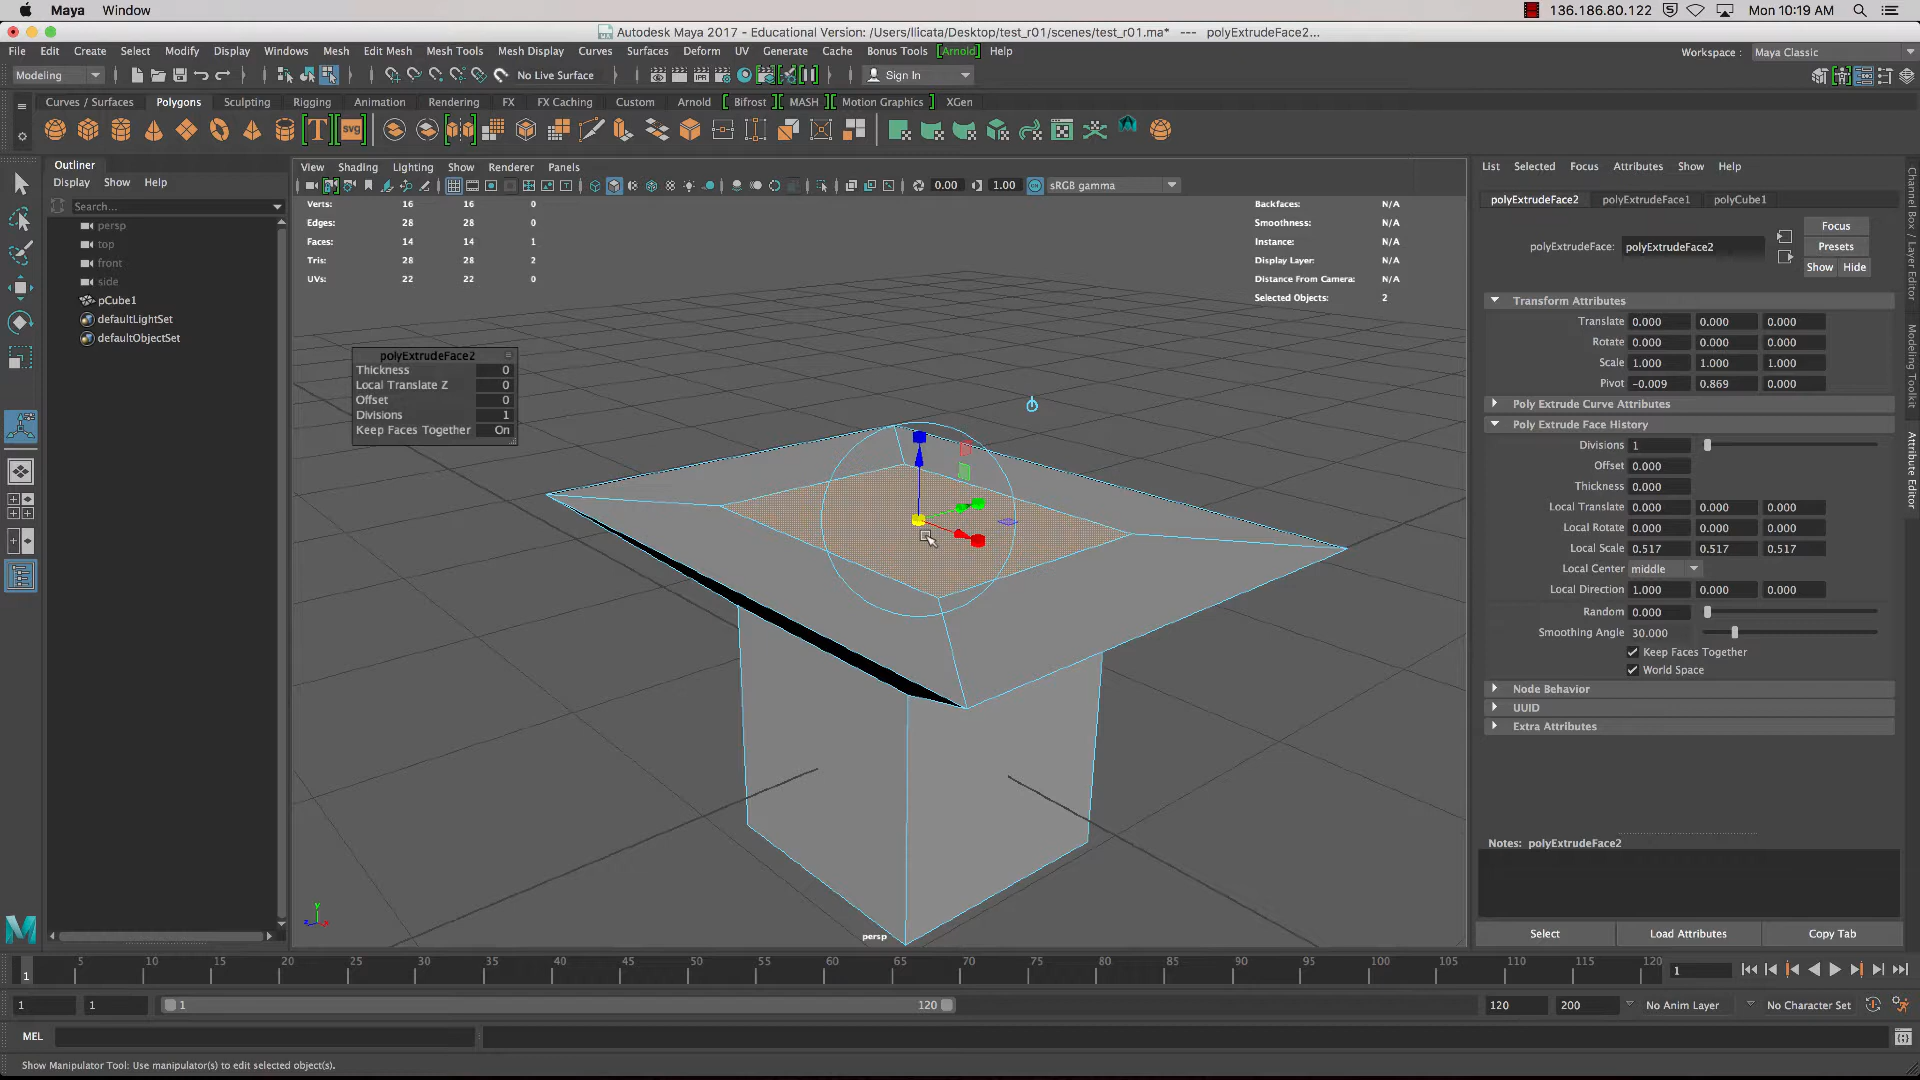 Maya Window 136.186.80.122 Mon 10:19 AM
Autodesk Maya 2017 - Educational Version: /Users/llicata/Desktop/test_r01/scenes/test_r01.ma* --- polyExtrudeFace2...
File Edit Create Select Modify Display Windows Mesh Edit Mesh Mesh Tools Mesh Display Curves Surfaces Deform UV Generate Cache Bonus Tools [Arnold] Help Workspace : Maya Classic
Modeling No Live Surface Sign In
Curves / Surfaces Polygons Sculpting Rigging Animation Rendering FX FX Caching Custom Arnold Bifrost MASH Motion Graphics XGen
T svg
Outliner
Display Show Help
Search...
persp
top
front
side
pCube1
defaultLightSet
defaultObjectSet
View Shading Lighting Show Renderer Panels
0.00 1.00 sRGB gamma
Verts: 16 16 0
Edges: 28 28 0
Faces: 14 14 1
Tris: 28 28 2
UVs: 22 22 0
Backfaces: N/A
Smoothness: N/A
Instance: N/A
Display Layer: N/A
Distance From Camera: N/A
Selected Objects: 2
polyExtrudeFace2
Thickness 0
Local Translate Z 0
Offset 0
Divisions 1
Keep Faces Together On
y
z x
persp
List Selected Focus Attributes Show Help
polyExtrudeFace2 polyExtrudeFace1 polyCube1
polyExtrudeFace: polyExtrudeFace2
Focus
Presets
Show Hide
Transform Attributes
Translate 0.000 0.000 0.000
Rotate 0.000 0.000 0.000
Scale 1.000 1.000 1.000
Pivot -0.009 0.869 0.000
Poly Extrude Curve Attributes
Poly Extrude Face History
Divisions 1
Offset 0.000
Thickness 0.000
Local Translate 0.000 0.000 0.000
Local Rotate 0.000 0.000 0.000
Local Scale 0.517 0.517 0.517
Local Center middle
Local Direction 1.000 0.000 0.000
Random 0.000
Smoothing Angle 30.000
Keep Faces Together
World Space
Node Behavior
UUID
Extra Attributes
Notes: polyExtrudeFace2
Select Load Attributes Copy Tab
Channel Box / Layer Editor
Modeling Toolkit
Attribute Editor
1 5 10 15 20 25 30 35 40 45 50 55 60 65 70 75 80 85 90 95 100 105 110 115 120 1
1 1 1 120 120 200 No Anim Layer No Character Set
MEL
Show Manipulator Tool: Use manipulator(s) to edit selected object(s).